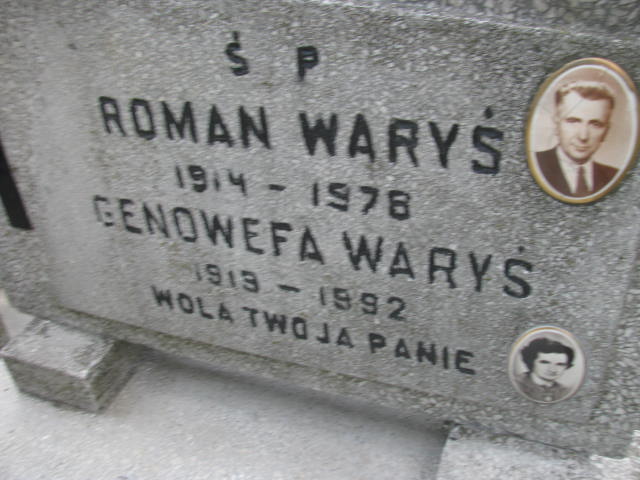 Ś P
ROMAN WARYŚ
1914 - 1978
GENOWEFA WARYŚ
1919 - 1992
WOLA TWOJA PANIE